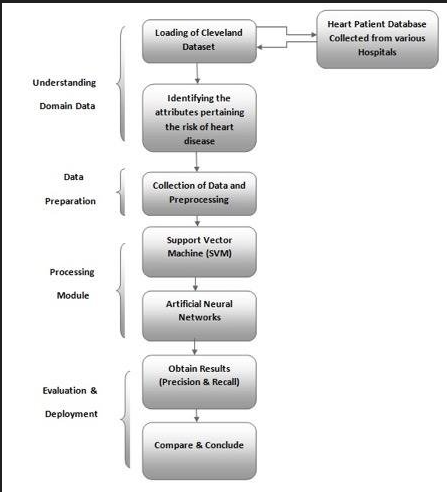 Loading of Cleveland
Dataset
Heart Patient Database
Collected from various
Hospitals
Understanding
Domain Data
Identifying the
attributes pertaining
the risk of heart
disease
Data
Preparation
Collection of Data and
Preprocessing
Processing
Module
Support Vector
Machine (SVM)
Artificial Neural
Networks
Evaluation &
Deployment
Obtain Results
(Precision & Recall)
Compare & Conclude